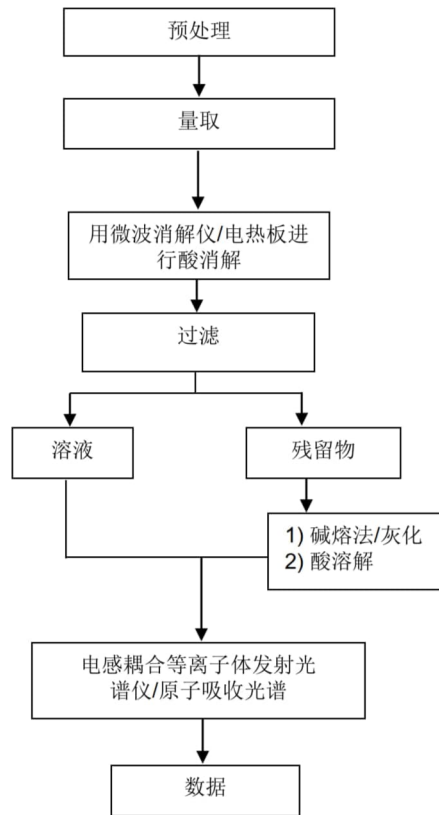 预处理
量取
用微波消解仪/电热板进
行酸消解
过滤
溶液
残留物
1) 碱熔法/灰化
2) 酸溶解
电感耦合等离子体发射光
谱仪/原子吸收光谱
数据